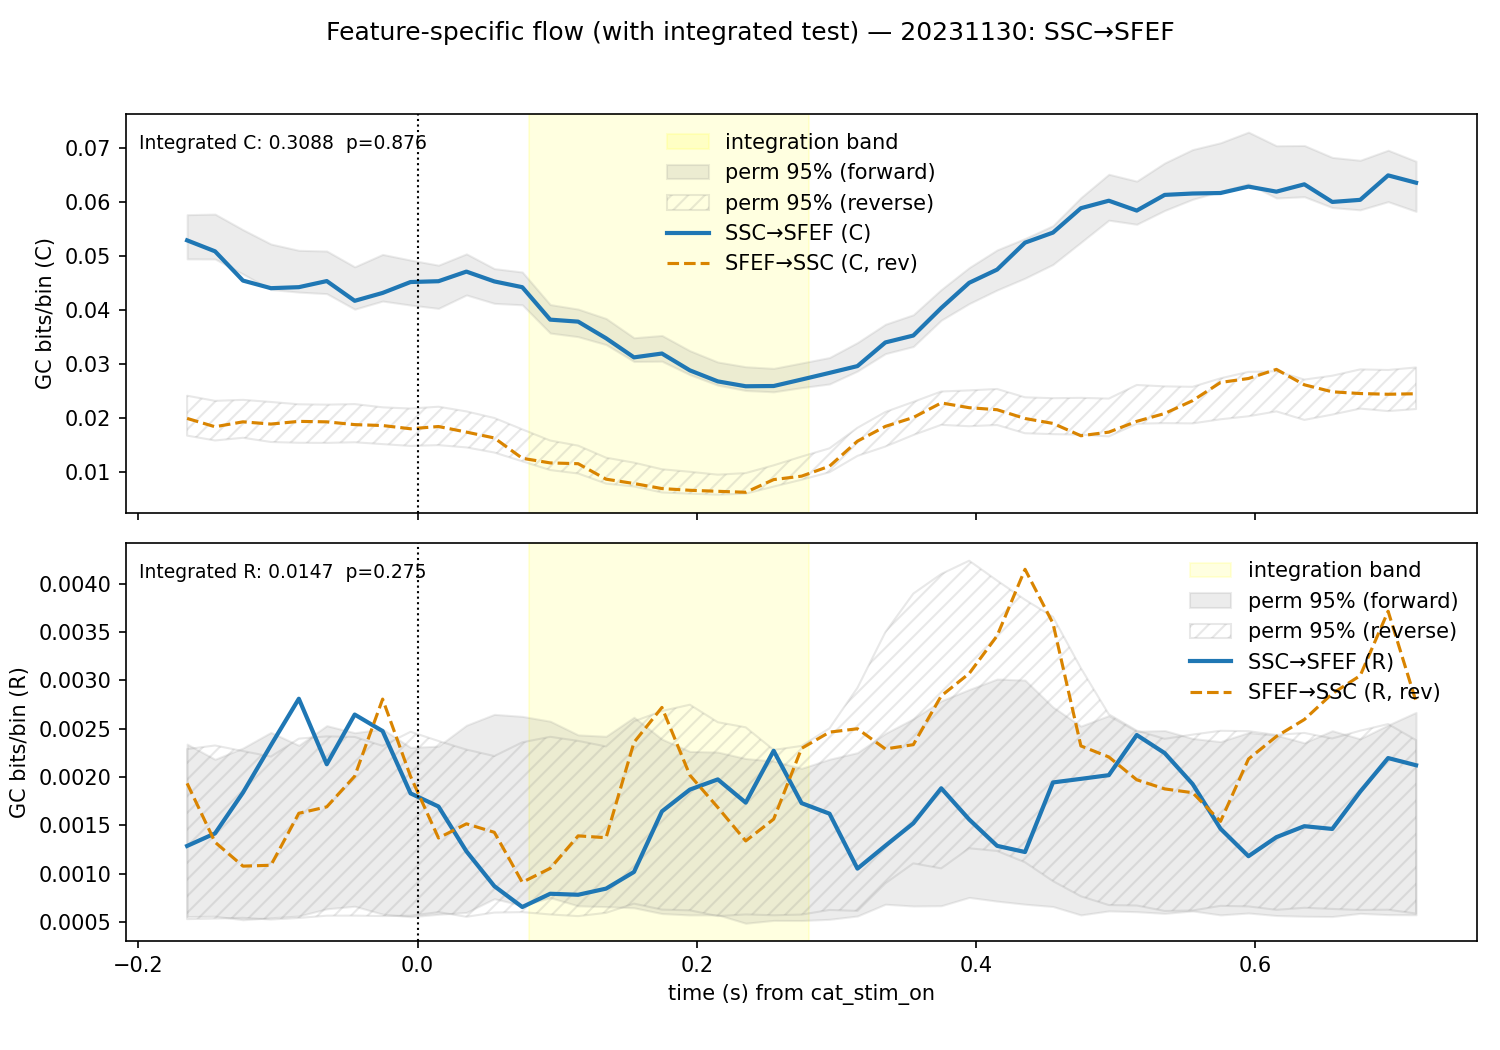 Feature-specific flow (with integrated test) — 20231130: SSC→SFEF
Integrated C: 0.3088  p=0.876
integration band
perm 95% (forward)
perm 95% (reverse)
SSC→SFEF (C)
SFEF→SSC (C, rev)
GC bits/bin (C)
0.07
0.06
0.05
0.04
0.03
0.02
0.01
Integrated R: 0.0147  p=0.275
integration band
perm 95% (forward)
perm 95% (reverse)
SSC→SFEF (R)
SFEF→SSC (R, rev)
GC bits/bin (R)
0.0040
0.0035
0.0030
0.0025
0.0020
0.0015
0.0010
0.0005
−0.2 0.0 0.2 0.4 0.6
time (s) from cat_stim_on